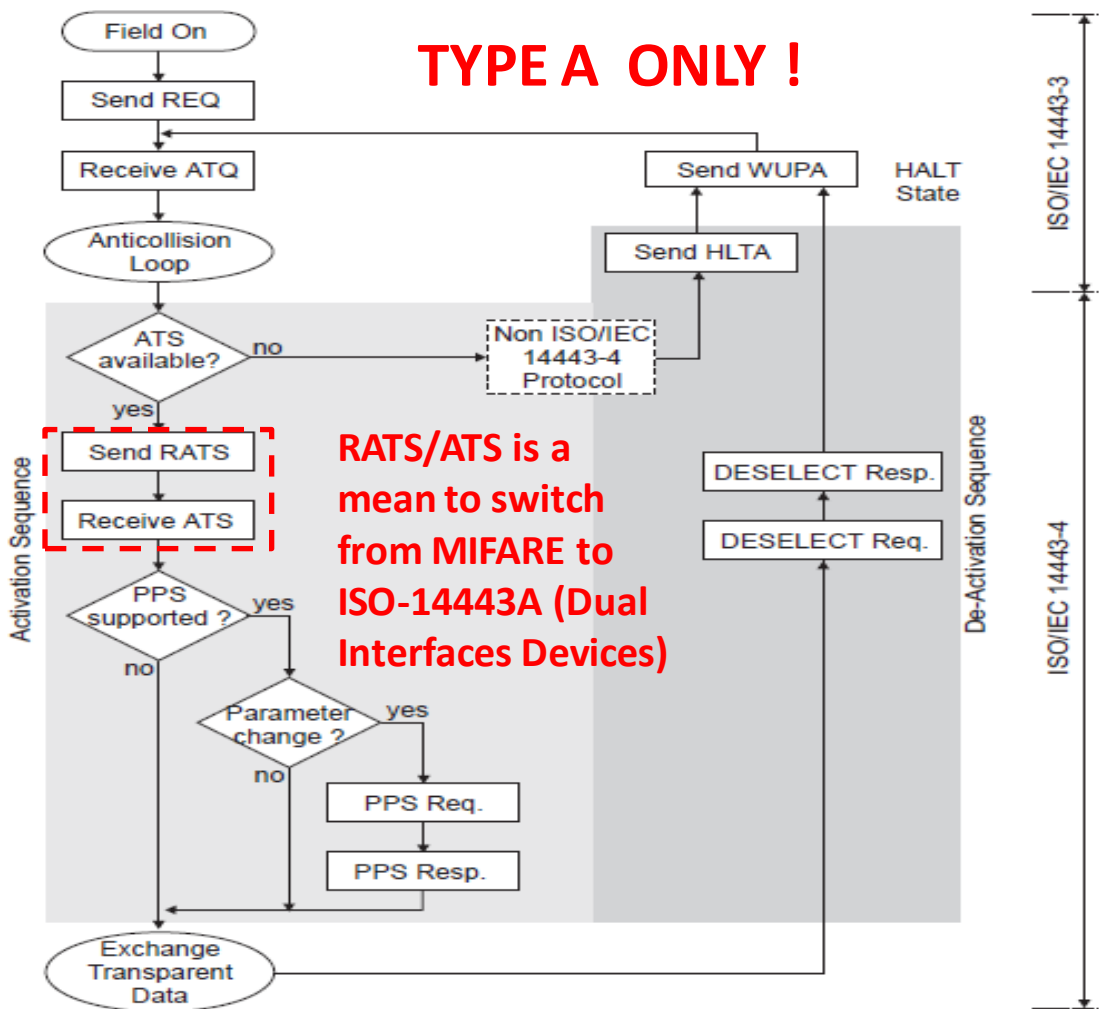 Field On
TYPE A  ONLY !
Send REQ
Receive ATQ
Send WUPA
HALT
State
Anticollision
Loop
Send HLTA
ISO/IEC 14443-3
ATS
available?
no
yes
Non ISO/IEC
14443-4
Protocol
Send RATS
Receive ATS
RATS/ATS is a
mean to switch
from MIFARE to
ISO-14443A (Dual
Interfaces Devices)
DESELECT Resp.
DESELECT Req.
Activation Sequence
De-Activation Sequence
ISO/IEC 14443-4
PPS
supported ?
yes
no
Parameter
change ?
yes
no
PPS Req.
PPS Resp.
Exchange
Transparent
Data